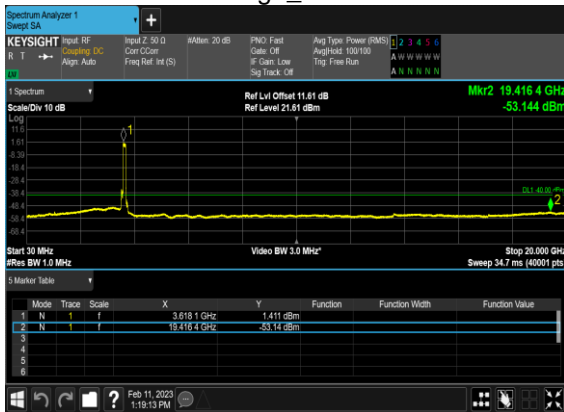 Spectrum Analyzer 1
Swept SA
KEYSIGHT Input: RF Input Z: 50 Ω #Atten: 20 dB PNO: Fast Avg Type: Power (RMS) 1 2 3 4 5 6
R T Coupling: DC Corr CCorr Gate: Off Avg|Hold: 100/100 A W W W W W
Align: Auto Freq Ref: Int (S) IF Gain: Low Trig: Free Run
Sig Track: Off A N N N N N
1 Spectrum Ref Lvl Offset 11.61 dB Mkr2 19.416 4 GHz
Scale/Div 10 dB Ref Level 21.61 dBm -53.144 dBm
Log
11.6
1.61
-8.39
-18.4
-28.4
-38.4
-48.4
-58.4
-68.4
1
DL1 -40.00 dBm
2
Start 30 MHz Video BW 3.0 MHz* Stop 20.000 GHz
#Res BW 1.0 MHz Sweep 34.7 ms (40001 pts
5 Marker Table
Mode Trace Scale X Y Function Function Width Function Value
1 N 1 f 3.618 1 GHz 1.411 dBm
2 N 1 f 19.416 4 GHz -53.14 dBm
3
4
5
6
? Feb 11, 2023
1:19:13 PM